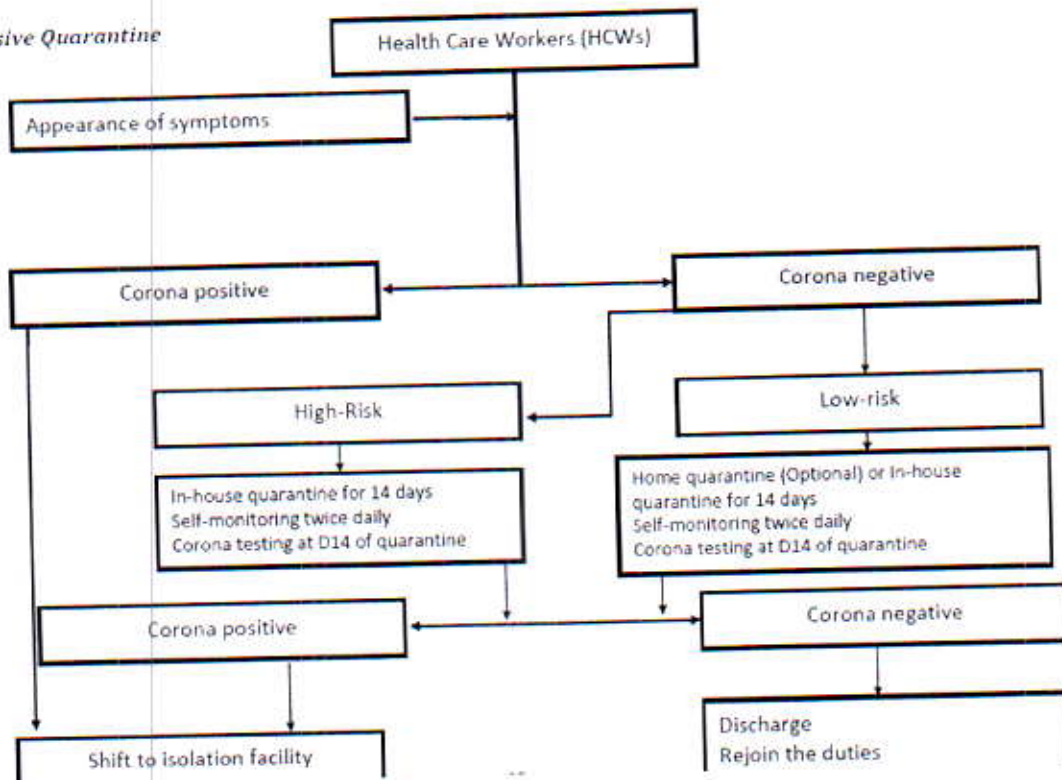 Quarantine
Health Care Workers (HCWs)
Appearance of symptoms
Corona positive
Corona negative
High-Risk
Low-risk
In-house quarantine for 14 days
Self-monitoring twice daily
Corona testing at D14 of quarantine
Home quarantine (Optional) or In-house
quarantine for 14 days
Self-monitoring twice daily
Corona testing at D14 of quarantine
Corona positive
Corona negative
Shift to isolation facility
Discharge
Rejoin the duties